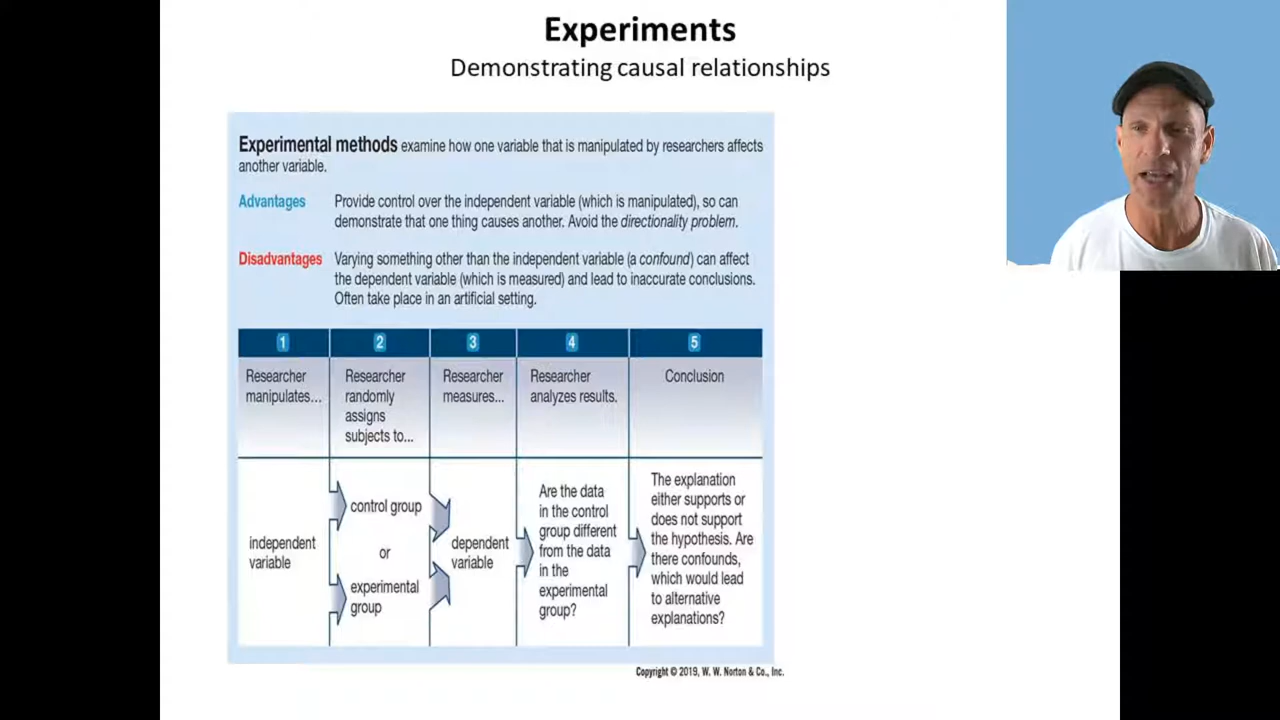 Experiments
Demonstrating causal relationships
Experimental methods examine how one variable that is manipulated by researchers affects
another variable.
Advantages Provide control over the independent variable (which is manipulated), so can
demonstrate that one thing causes another. Avoid the directionality problem.
Disadvantages Varying something other than the independent variable (a confound) can affect
the dependent variable (which is measured) and lead to inaccurate conclusions.
Often take place in an artificial setting.
1
Researcher
manipulates...
2
Researcher
randomly
assigns
subjects to...
3
Researcher
measures...
4
Researcher
analyzes results.
5
Conclusion
independent
variable
control group
or
experimental
group
dependent
variable
Are the data
in the control
group different
from the data
in the
experimental
group?
The explanation
either supports or
does not support
the hypothesis. Are
there confounds,
which would lead
to alternative
explanations?
Copyright © 2019, W. W. Norton & Co., Inc.